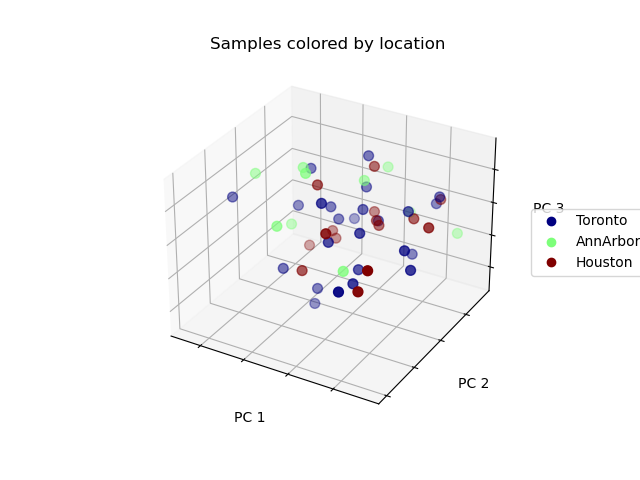 Samples colored by location
PC 3
Toronto
AnnArbor
Houston
PC 2
PC 1